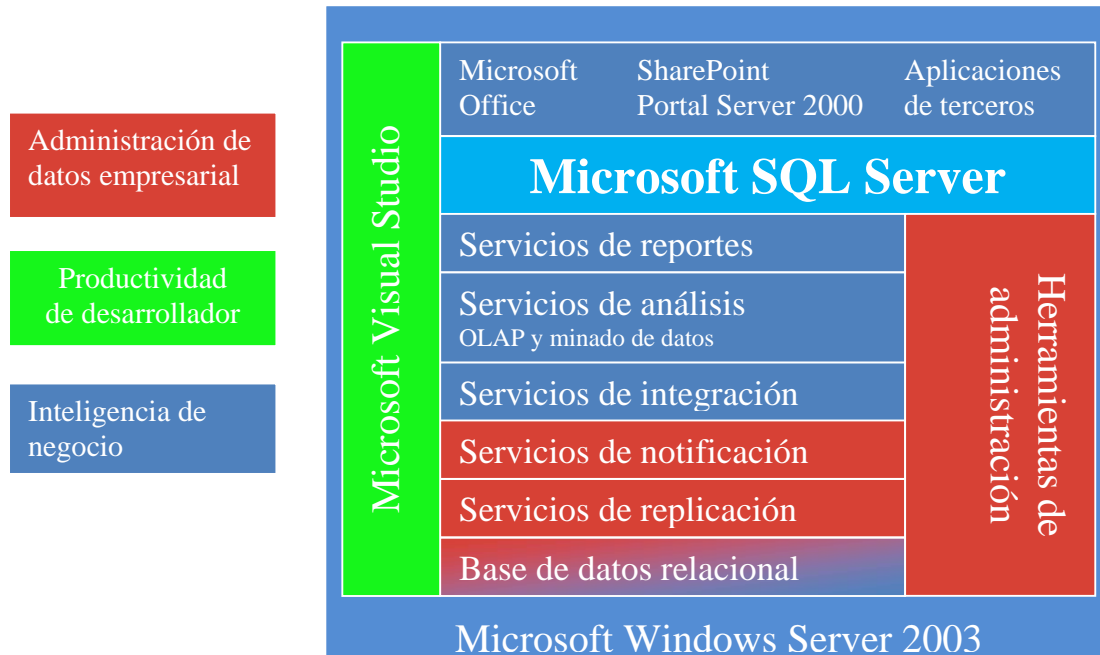 Administración de
datos empresarial
Productividad
de desarrollador
Inteligencia de
negocio
Microsoft Visual Studio
Microsoft
Office
SharePoint
Portal Server 2000
Aplicaciones
de terceros
Microsoft SQL Server
Servicios de reportes
Servicios de análisis
OLAP y minado de datos
Servicios de integración
Servicios de notificación
Servicios de replicación
Base de datos relacional
Herramientas de
administración
Microsoft Windows Server 2003